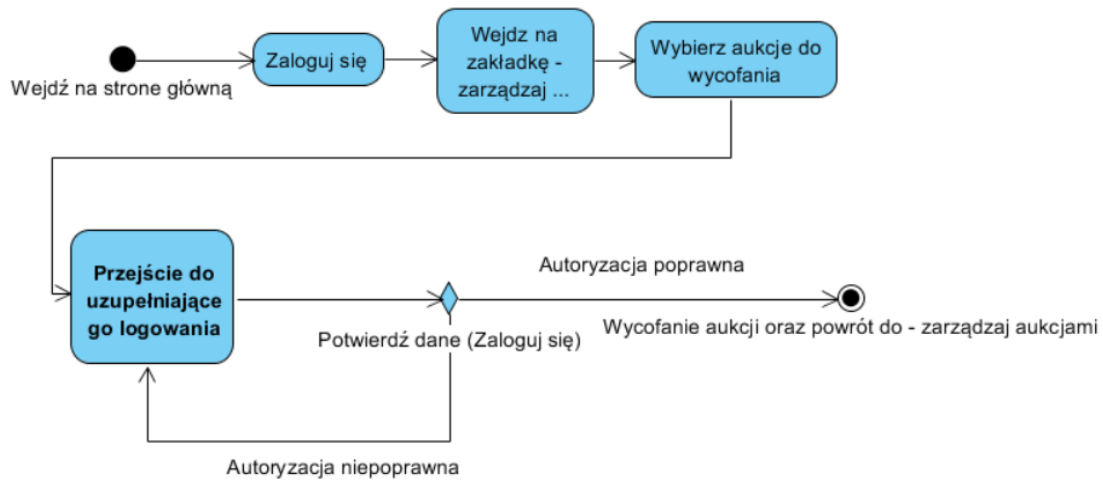 Wejdź na strone główną
Zaloguj się
Wejdz na
zakładkę -
zarządzaj ...
Wybierz aukcje do
wycofania
Przejście do
uzupełniające
go logowania
Potwierdź dane (Zaloguj się)
Autoryzacja poprawna
Wycofanie aukcji oraz powrót do - zarządzaj aukcjami
Autoryzacja niepoprawna